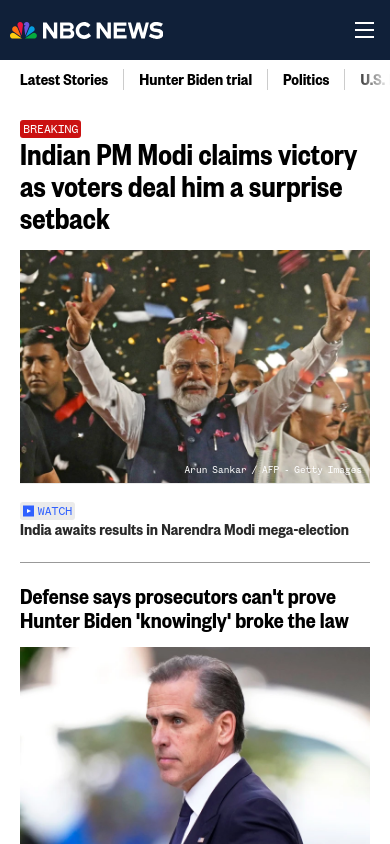 NBC NEWS
Latest Stories
Hunter Biden trial
Politics
U.S.
BREAKING
Indian PM Modi claims victory
as voters deal him a surprise
setback
Arun Sankar / AFP - Getty Images
WATCH
India awaits results in Narendra Modi mega-election
Defense says prosecutors can't prove
Hunter Biden 'knowingly' broke the law